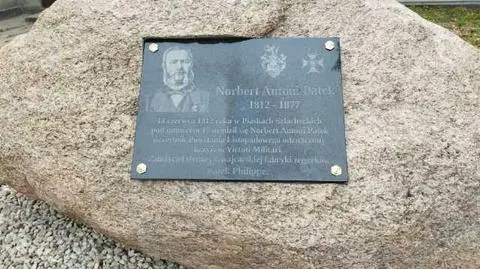 Norbert Antoni Patek
1812 - 1877
14 czerwca 1812 roku w Piaskach Szlacheckich
pod numerem 17 urodził się Norbert Antoni Patek
uczestnik Powstania Listopadowego odznaczony
krzyżem Virtuti Militari.
Założyciel słynnej szwajcarskiej fabryki zegarków
Patek Philippe.